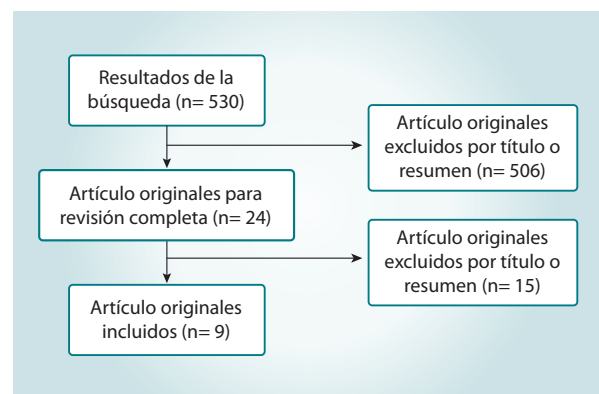 Resultados de la
búsqueda (n= 530)
Artículo originales
excluidos por título o
resumen (n= 506)
Artículo originales para
revisión completa (n= 24)
Artículo originales
excluidos por título o
resumen (n= 15)
Artículo originales
incluidos (n= 9)